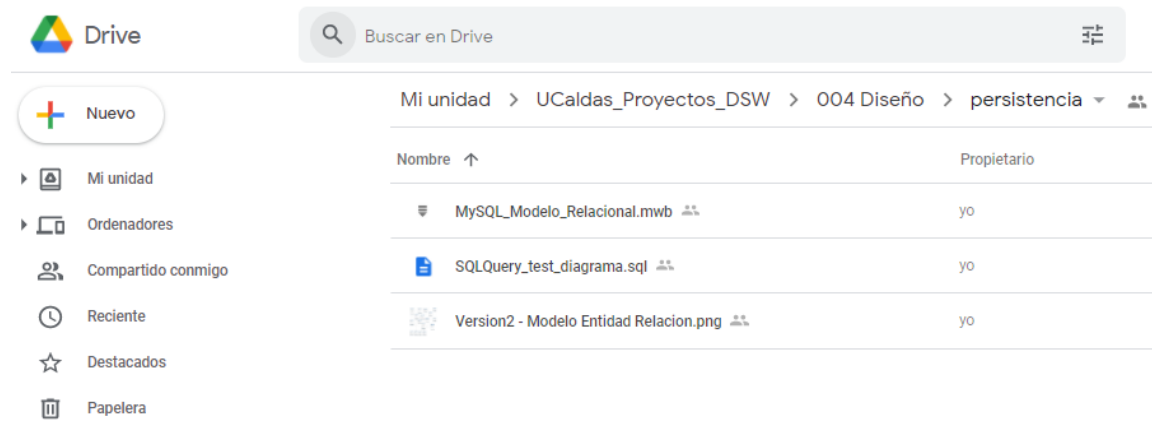 Drive
Buscar en Drive
Nuevo
Mi unidad > UCaldas_Proyectos_DSW > 004 Diseño > persistencia
Nombre Propietario
Mi unidad
Ordenadores
Compartido conmigo
Reciente
Destacados
Papelera
MySQL_Modelo_Relacional.mwb yo
SQLQuery_test_diagrama.sql yo
Version2 - Modelo Entidad Relacion.png yo